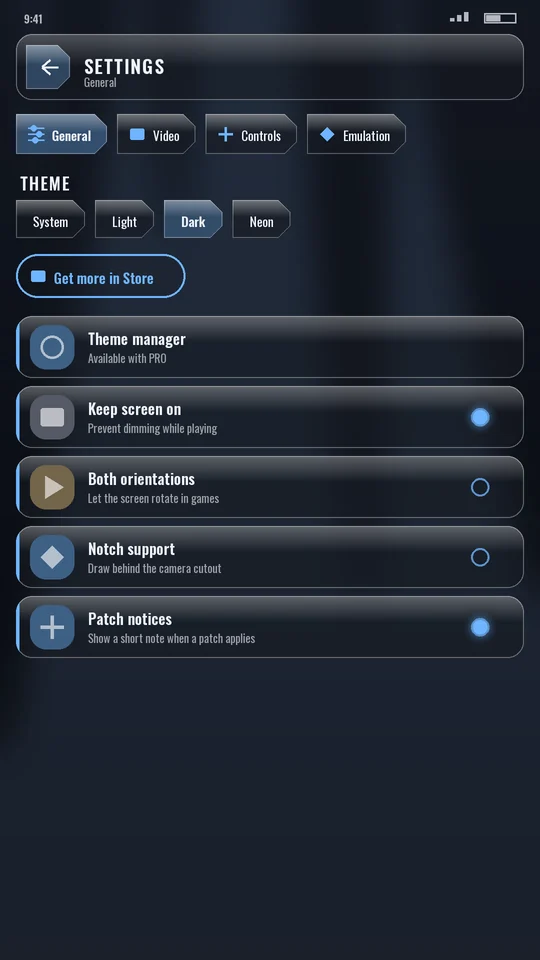 9:41
SETTINGS
General
General
Video
Controls
Emulation
THEME
System
Light
Dark
Neon
Get more in Store
Theme manager
Available with PRO
Keep screen on
Prevent dimming while playing
Both orientations
Let the screen rotate in games
Notch support
Draw behind the camera cutout
Patch notices
Show a short note when a patch applies